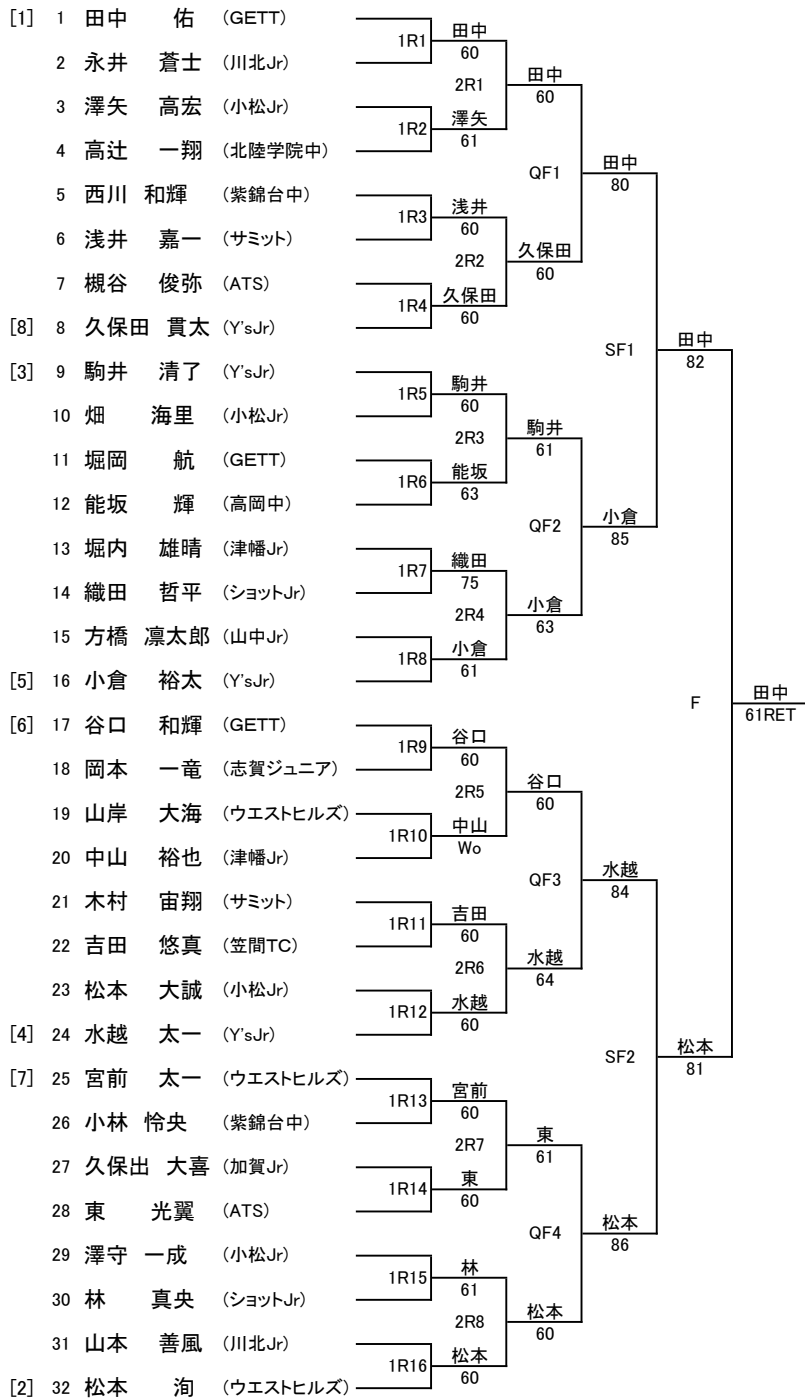 [1] 1 田中 佑 (GETT)
2 永井 蒼士 (川北Jr)
3 澤矢 高宏 (小松Jr)
4 高辻 一翔 (北陸学院中)
5 西川 和輝 (紫錦台中)
6 浅井 嘉一 (サミット)
7 槻谷 俊弥 (ATS)
[8] 8 久保田 貫太 (Y'sJr)
[3] 9 駒井 清了 (Y'sJr)
10 畑 海里 (小松Jr)
11 堀岡 航 (GETT)
12 能坂 輝 (高岡中)
13 堀内 雄晴 (津幡Jr)
14 織田 哲平 (ショットJr)
15 方橋 凛太郎 (山中Jr)
[5] 16 小倉 裕太 (Y'sJr)
[6] 17 谷口 和輝 (GETT)
18 岡本 一竜 (志賀ジュニア)
19 山岸 大海 (ウエストヒルズ)
20 中山 裕也 (津幡Jr)
21 木村 宙翔 (サミット)
22 吉田 悠真 (笠間TC)
23 松本 大誠 (小松Jr)
[4] 24 水越 太一 (Y'sJr)
[7] 25 宮前 太一 (ウエストヒルズ)
26 小林 怜央 (紫錦台中)
27 久保出 大喜 (加賀Jr)
28 東 光翼 (ATS)
29 澤守 一成 (小松Jr)
30 林 真央 (ショットJr)
31 山本 善風 (川北Jr)
[2] 32 松本 洵 (ウエストヒルズ)
1R1
1R2
1R3
1R4
1R5
1R6
1R7
1R8
1R9
1R10
1R11
1R12
1R13
1R14
1R15
1R16
田中
60
2R1
澤矢
61
浅井
60
2R2
久保田
60
駒井
60
2R3
能坂
63
織田
75
2R4
小倉
61
谷口
60
2R5
中山
Wo
吉田
60
2R6
水越
60
宮前
60
2R7
東
60
林
61
2R8
松本
60
田中
60
QF1
久保田
60
駒井
61
QF2
小倉
63
谷口
60
QF3
水越
64
東
61
QF4
松本
60
田中
80
SF1
小倉
85
水越
84
SF2
松本
86
田中
82
F
松本
81
田中
61RET